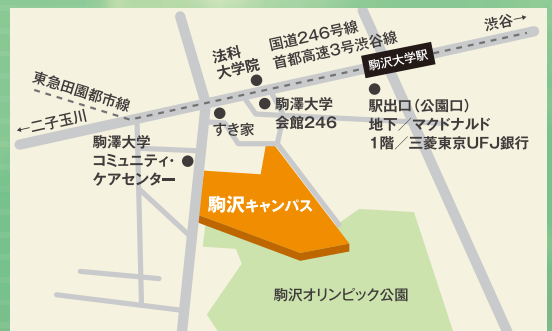 渋谷→
国道246号線
首都高速3号渋谷線
法科
大学院
駒沢大学駅
東急田園都市線
←二子玉川
駒澤大学
会館246
すき家
駅出口（公園口）
地下／マクドナルド
1階／三菱東京UFJ銀行
駒澤大学
コミュニティ・
ケアセンター
駒沢キャンパス
駒沢オリンピック公園